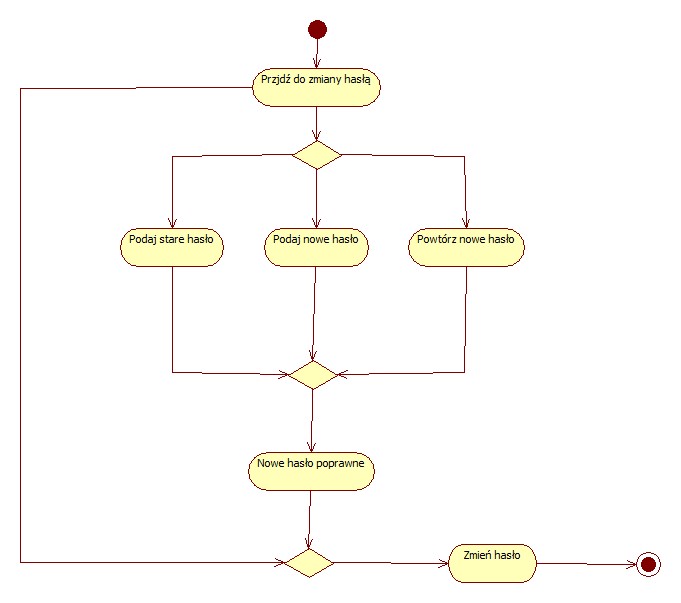 Przjdź do zmiany hasłą
Podaj stare hasło
Podaj nowe hasło
Powtórz nowe hasło
Nowe hasło poprawne
Zmień hasło